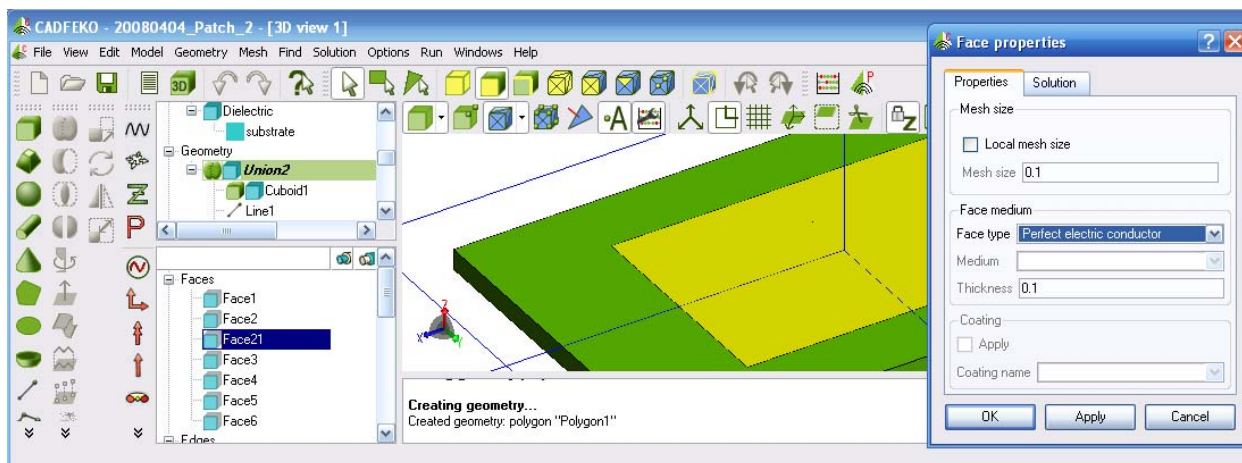 CADFEKO - 20080404_Patch_2 - [3D view 1]
File View Edit Model Geometry Mesh Find Solution Options Run Windows Help
3D
P
Dielectric
substrate
Geometry
Union2
Cuboid1
Line1
A
Z
P
Faces
Face1
Face2
Face21
Face3
Face4
Face5
Face6
Edges
Z
X
Y
Creating geometry...
Created geometry: polygon "Polygon1"
Face properties
Properties Solution
Mesh size
Local mesh size
Mesh size 0.1
Face medium
Face type Perfect electric conductor
Medium
Thickness 0.1
Coating
Apply
Coating name
OK Apply Cancel